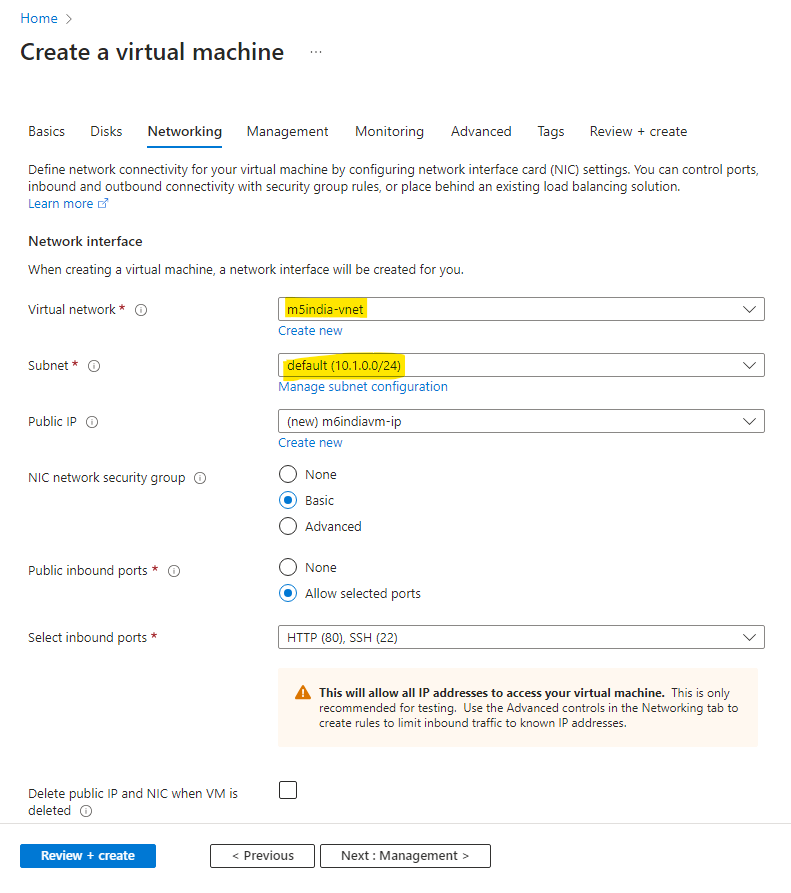 Home >
Create a virtual machine ...
Basics Disks Networking Management Monitoring Advanced Tags Review + create
Define network connectivity for your virtual machine by configuring network interface card (NIC) settings. You can control ports,
inbound and outbound connectivity with security group rules, or place behind an existing load balancing solution.
Learn more
Network interface
When creating a virtual machine, a network interface will be created for you.
Virtual network * m5india-vnet
Create new
Subnet * default (10.1.0.0/24)
Manage subnet configuration
Public IP (new) m6indiavm-ip
Create new
NIC network security group None
Basic
Advanced
Public inbound ports * None
Allow selected ports
Select inbound ports * HTTP (80), SSH (22)
This will allow all IP addresses to access your virtual machine. This is only
recommended for testing. Use the Advanced controls in the Networking tab to
create rules to limit inbound traffic to known IP addresses.
Delete public IP and NIC when VM is
deleted
Review + create < Previous Next : Management >